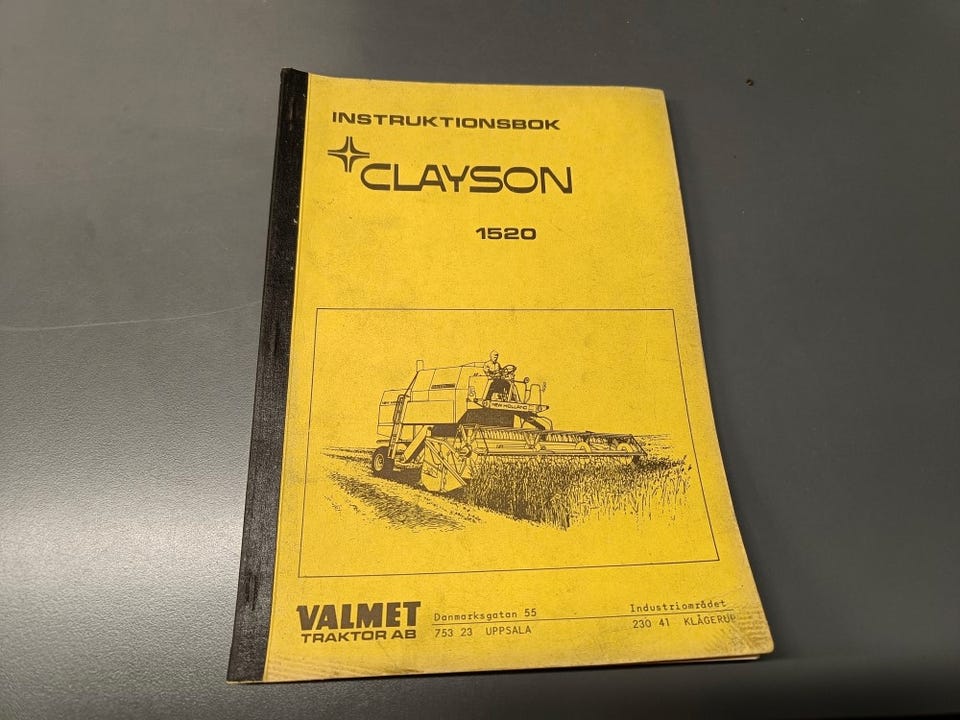 INSTRUKTIONSBOK
CLAYSON
1520
NEW HOLLAND
VALMET
TRAKTOR AB
Danmarksgatan 55
753 23 UPPSALA
Industriområdet
230 41 KLÅGERUP